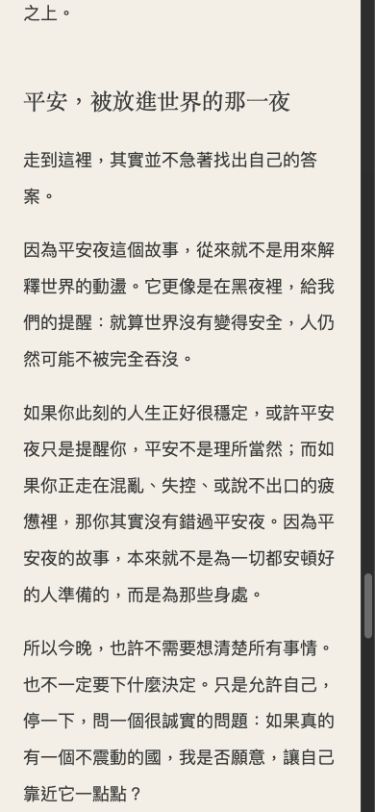 之上。
平安，被放進世界的那一夜
走到這裡，其實並不急著找出自己的答
案。
因為平安夜這個故事，從來就不是用來解
釋世界的動盪。它更像是在黑夜裡，給我
們的提醒：就算世界沒有變得安全，人仍
然可能不被完全吞沒。
如果你此刻的人生正好很穩定，或許平安
夜只是提醒你，平安不是理所當然；而如
果你正走在混亂、失控、或說不出口的疲
憊裡，那你其實沒有錯過平安夜。因為平
安夜的故事，本來就不是為一切都安頓好
的人準備的，而是為那些身處。
所以今晚，也許不需要想清楚所有事情。
也不一定要下什麼決定。只是允許自己，
停一下，問一個很誠實的問題：如果真的
有一個不震動的國，我是否願意，讓自己
靠近它一點點？